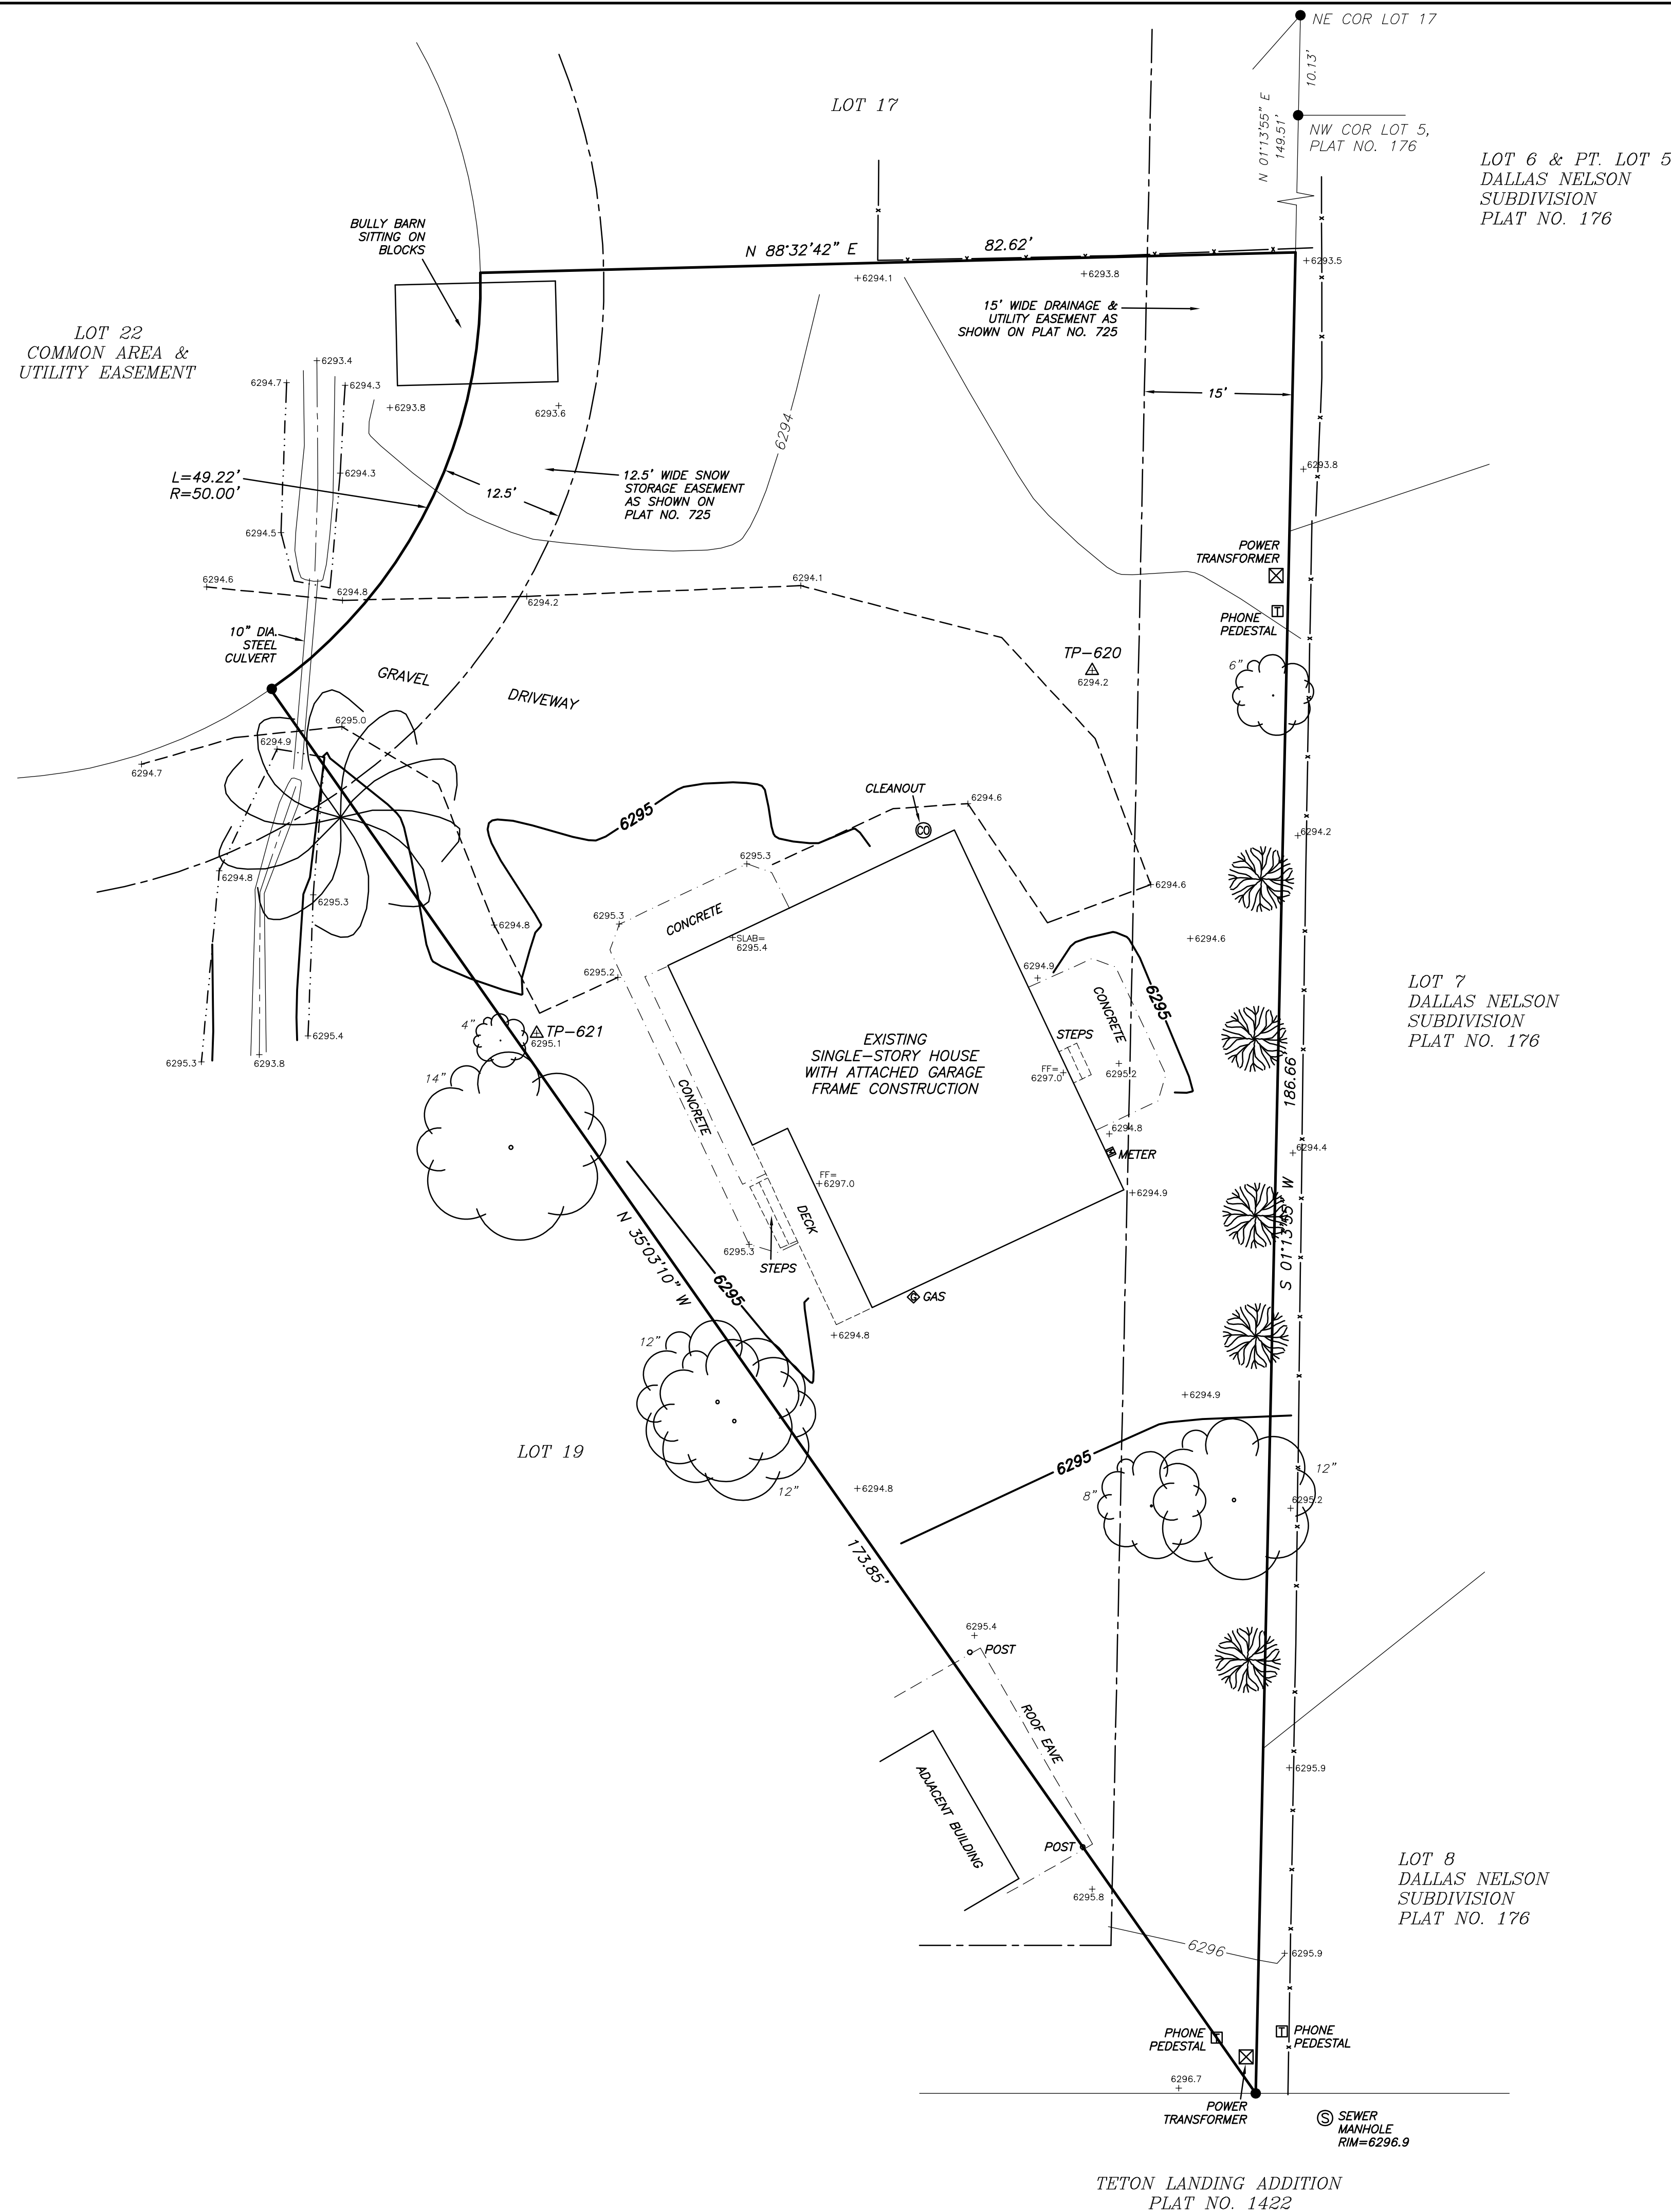 NE COR LOT 17
10.13'
N 01°13'55" E
149.51'
NW COR LOT 5,
PLAT NO. 176
LOT 17
LOT 6 & PT. LOT 5
DALLAS NELSON
SUBDIVISION
PLAT NO. 176
BULLY BARN
SITTING ON
BLOCKS
N 88°32'42" E
82.62'
6293.5
6294.1
6293.8
15' WIDE DRAINAGE &
UTILITY EASEMENT AS
SHOWN ON PLAT NO. 725
LOT 22
COMMON AREA &
UTILITY EASEMENT
6293.4
6294.7
6294.3
6293.8
6293.6
6294
15'
L=49.22'
R=50.00'
6294.3
12.5'
12.5' WIDE SNOW
STORAGE EASEMENT
AS SHOWN ON
PLAT NO. 725
6293.8
6294.5
POWER
TRANSFORMER
6294.6
6294.8
6294.2
6294.1
PHONE
PEDESTAL
10" DIA.
STEEL
CULVERT
GRAVEL
DRIVEWAY
TP-620
6294.2
6"
6295.0
6294.9
6294.7
CLEANOUT
CO
6294.6
6295
6294.2
6295.3
6294.8
6295.3
6294.6
6295.3
CONCRETE
6294.8
SLAB=
6295.4
6294.6
6295.2
6294.9
CONCRETE
6295
LOT 7
DALLAS NELSON
SUBDIVISION
PLAT NO. 176
4"
TP-621
6295.1
6295.4
6295.3
6293.8
14"
CONCRETE
EXISTING
SINGLE-STORY HOUSE
WITH ATTACHED GARAGE
FRAME CONSTRUCTION
STEPS
FF=
6297.0
6295.2
186.66'
6294.8
METER
6294.4
FF=
6297.0
6294.9
DECK
S 01°13'55" W
N 35°03'10" W
6295.3
STEPS
6295
G GAS
6294.8
12"
6294.9
LOT 19
6295
12"
12"
6294.8
8"
6295.2
173.85'
6295.4
POST
ROOF EAVE
6295.9
ADJACENT BUILDING
POST
6295.8
LOT 8
DALLAS NELSON
SUBDIVISION
PLAT NO. 176
6296
6295.9
PHONE
PEDESTAL
T
T
PHONE
PEDESTAL
6296.7
POWER
TRANSFORMER
S SEWER
MANHOLE
RIM=6296.9
TETON LANDING ADDITION
PLAT NO. 1422